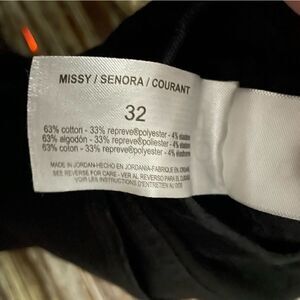 MISSY / SENORA / COURANT
32
63% cotton - 33% repreve®polyester - 4% elastane
63% algodón - 33% repreve®poliester - 4% elastano
63% coton - 33% repreve®polyester - 4% élasthanne
MADE IN JORDAN-HECHO EN JORDANIA-FABRIQUE EN JORDANIE
SEE REVERSE FOR CARE - VER AL REVERSO PARA EL CUIDADO
VOIR LES INSTRUCTIONS D'ENTRETIEN AU DOS